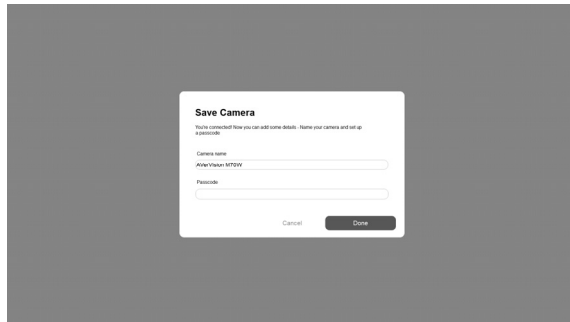 Save Camera
You're connected! Now you can add some details - Name your camera and set up
a passcode
Camera name
AVerVision M70W
Passcode
Cancel
Done